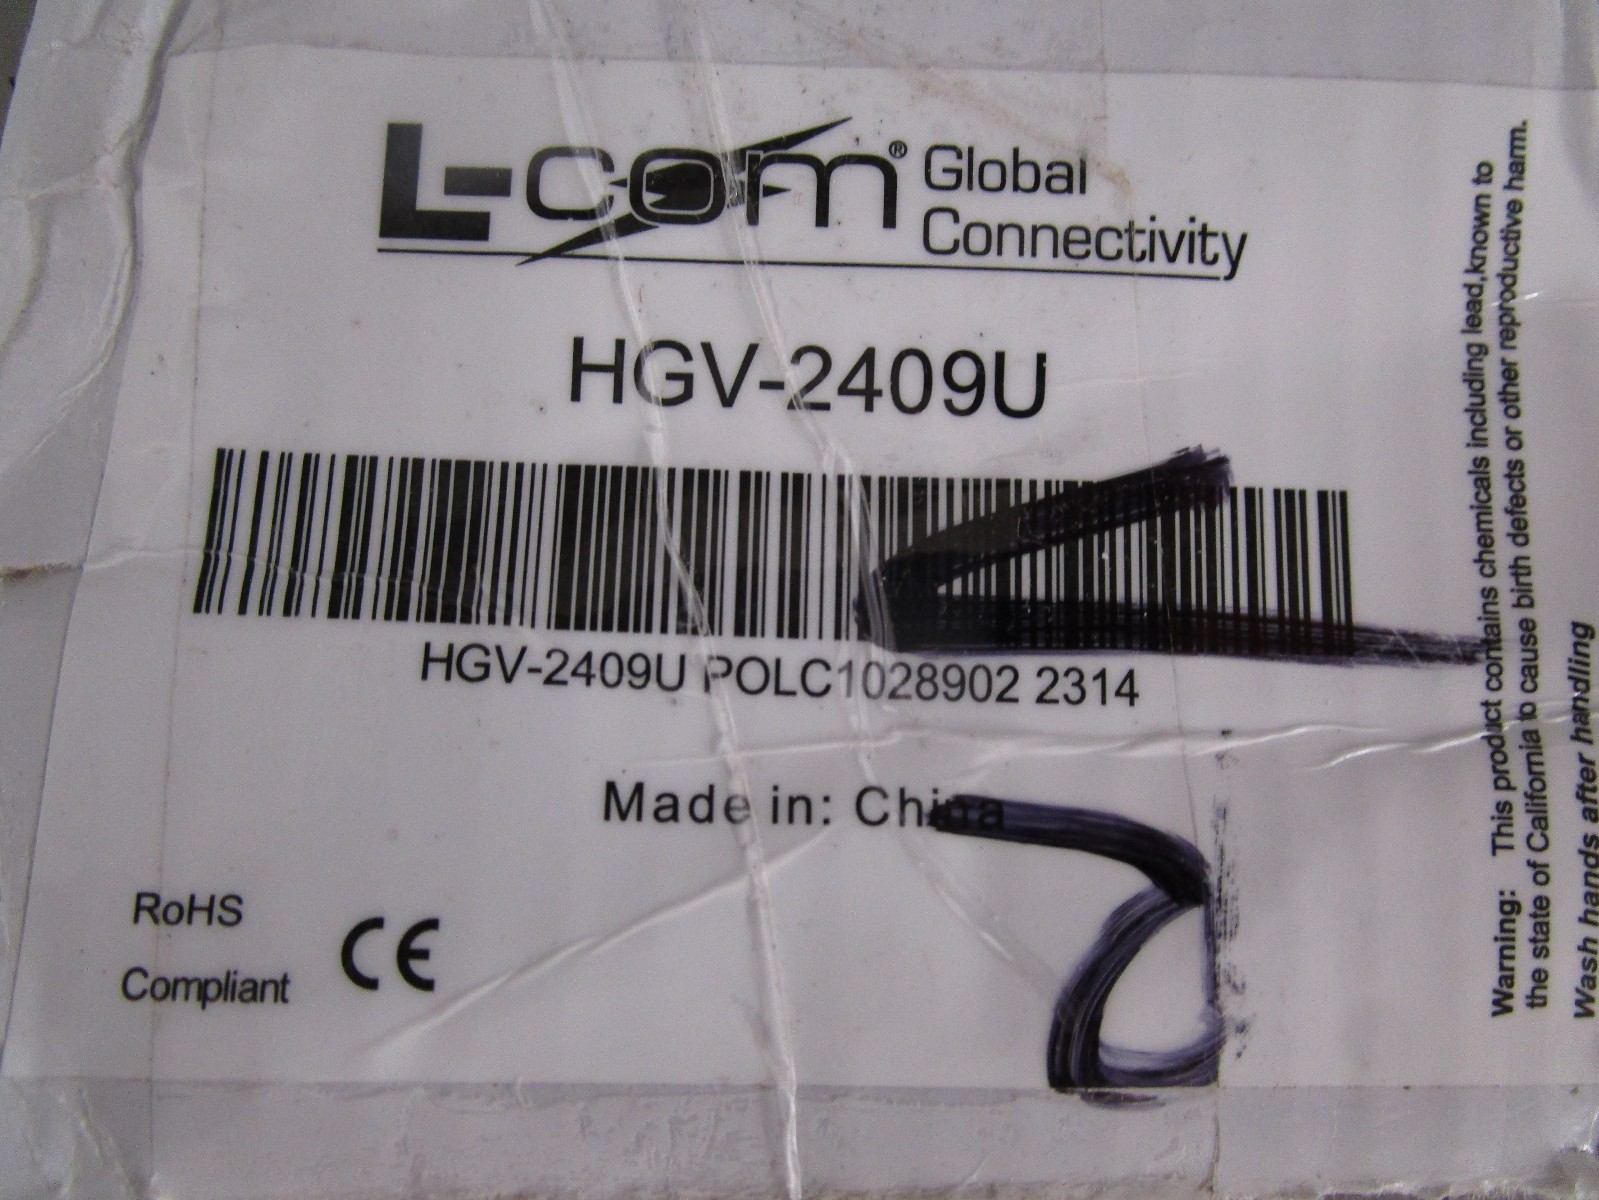 L-com® Global
Connectivity
HGV-2409U
HGV-2409U POLC1028902 2314
Made in: China
RoHS
Compliant
CE
Warning: This product contains chemicals including lead,known to
the state of California to cause birth defects or other reproductive harm.
Wash hands after handling